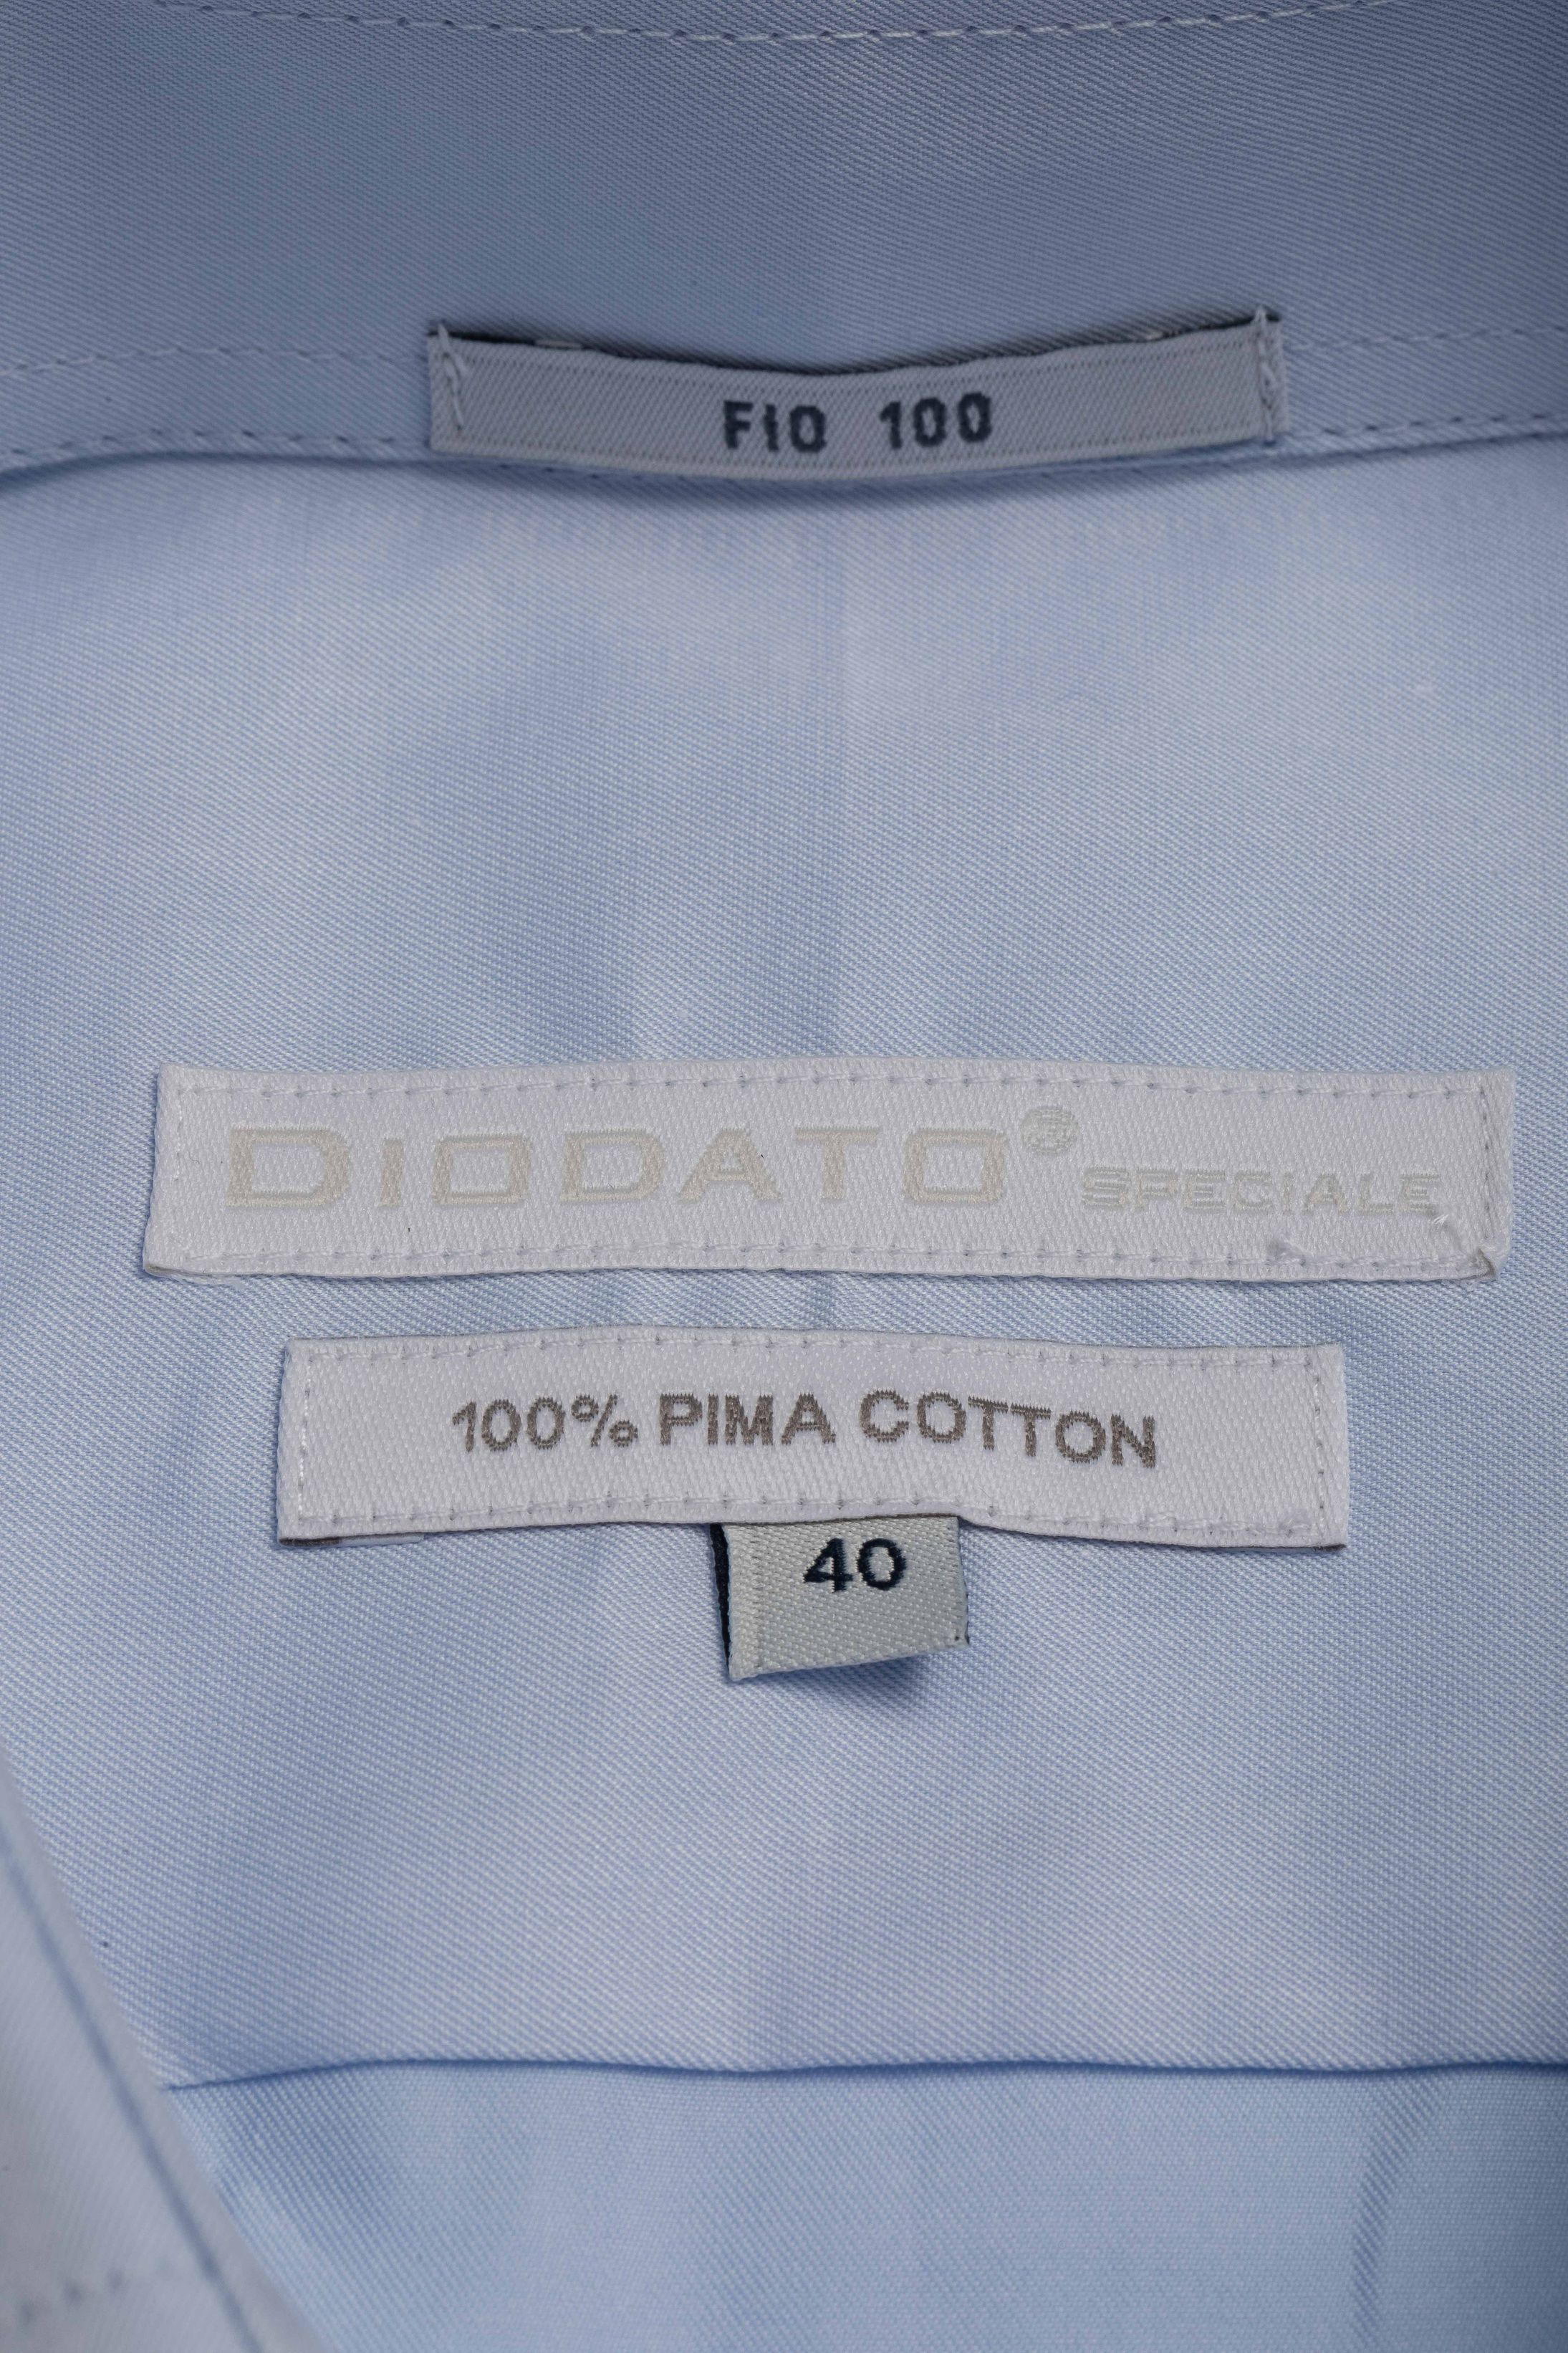 FIO 100
DIODATO® SPECIALE
100% PIMA COTTON
40